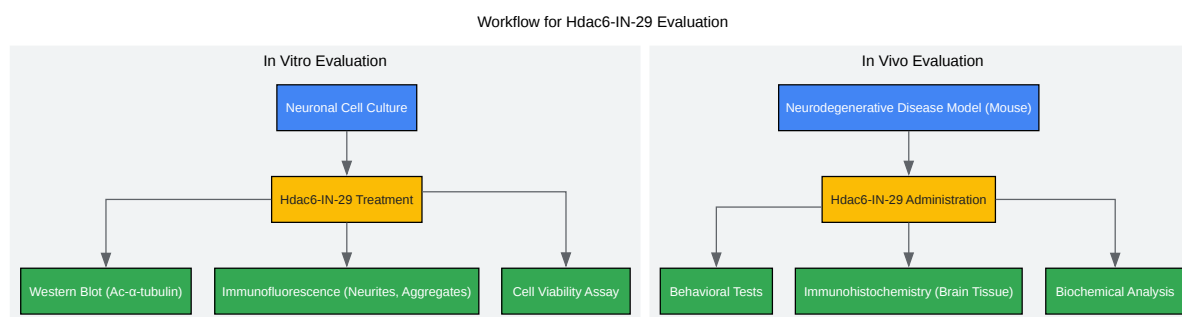 Workflow for Hdac6-IN-29 Evaluation
In Vitro Evaluation
Neuronal Cell Culture
Hdac6-IN-29 Treatment
Western Blot (Ac-α-tubulin)
Immunofluorescence (Neurites, Aggregates)
Cell Viability Assay
In Vivo Evaluation
Neurodegenerative Disease Model (Mouse)
Hdac6-IN-29 Administration
Behavioral Tests
Immunohistochemistry (Brain Tissue)
Biochemical Analysis